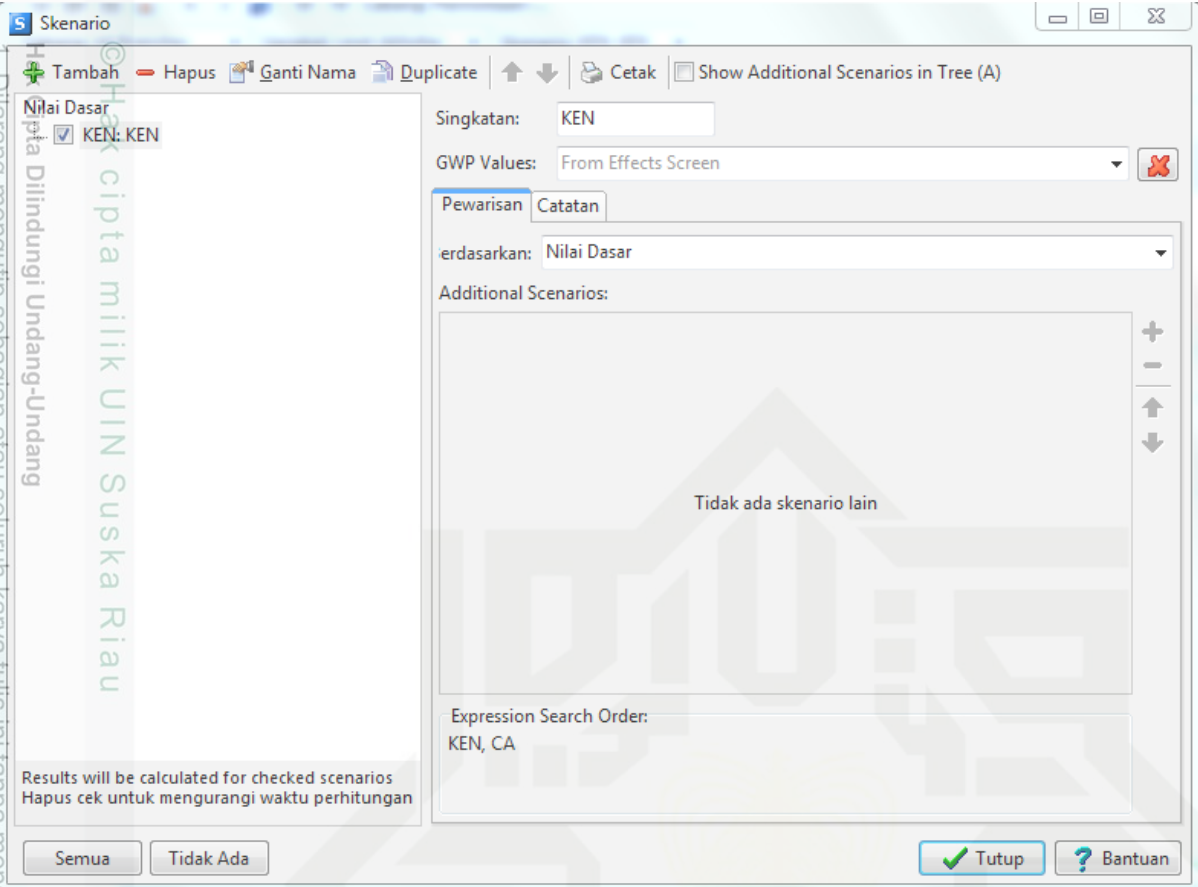 Skenario
Tambah Hapus Ganti Nama Duplicate Cetak Show Additional Scenarios in Tree (A)
Nilai Dasar
KEN: KEN
Singkatan: KEN
GWP Values: From Effects Screen
Pewarisan Catatan
erdasarkan: Nilai Dasar
Additional Scenarios:
Tidak ada skenario lain
Expression Search Order:
KEN, CA
Results will be calculated for checked scenarios
Hapus cek untuk mengurangi waktu perhitungan
Semua Tidak Ada Tutup Bantuan
© Hak cipta milik UIN Suska Riau
Hak Cipta Dilindungi Undang-Undang